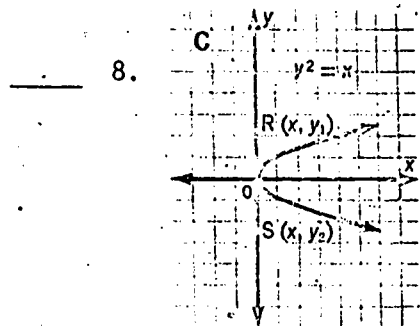 8.
C
y
y² = x
R (x, y₁)
x
0
S (x, y₂)